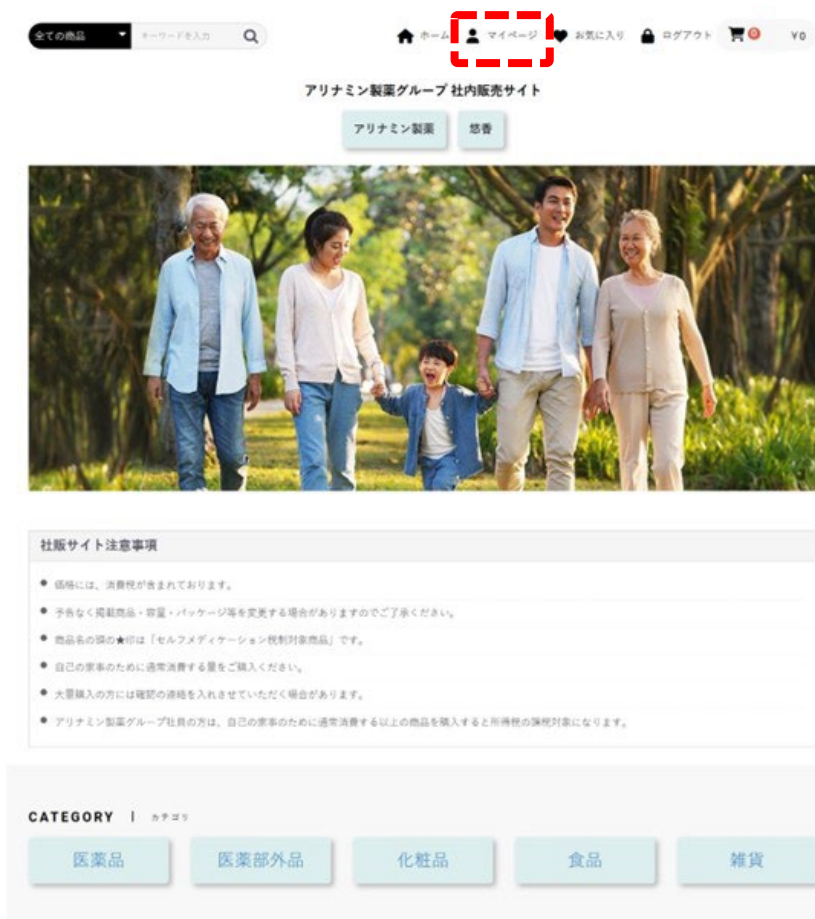 全ての商品 キーワードを入力 ホーム マイページ お気に入り ログアウト 0 ¥0
アリナミン製薬グループ 社内販売サイト
アリナミン製薬 悠香
社販サイト注意事項
価格には、消費税が含まれております。
予告なく掲載商品・容量・パッケージ等を変更する場合がありますのでご了承ください。
商品名の頭の★印は「セルフメディケーション税制対象商品」です。
自己の家事のために通常消費する量をご購入ください。
大量購入の方には確認の連絡を入れさせていただく場合があります。
アリナミン製薬グループ社員の方は、自己の家事のために通常消費する以上の商品を購入すると所得税の課税対象になります。
CATEGORY | カテゴリ
医薬品 医薬部外品 化粧品 食品 雑貨